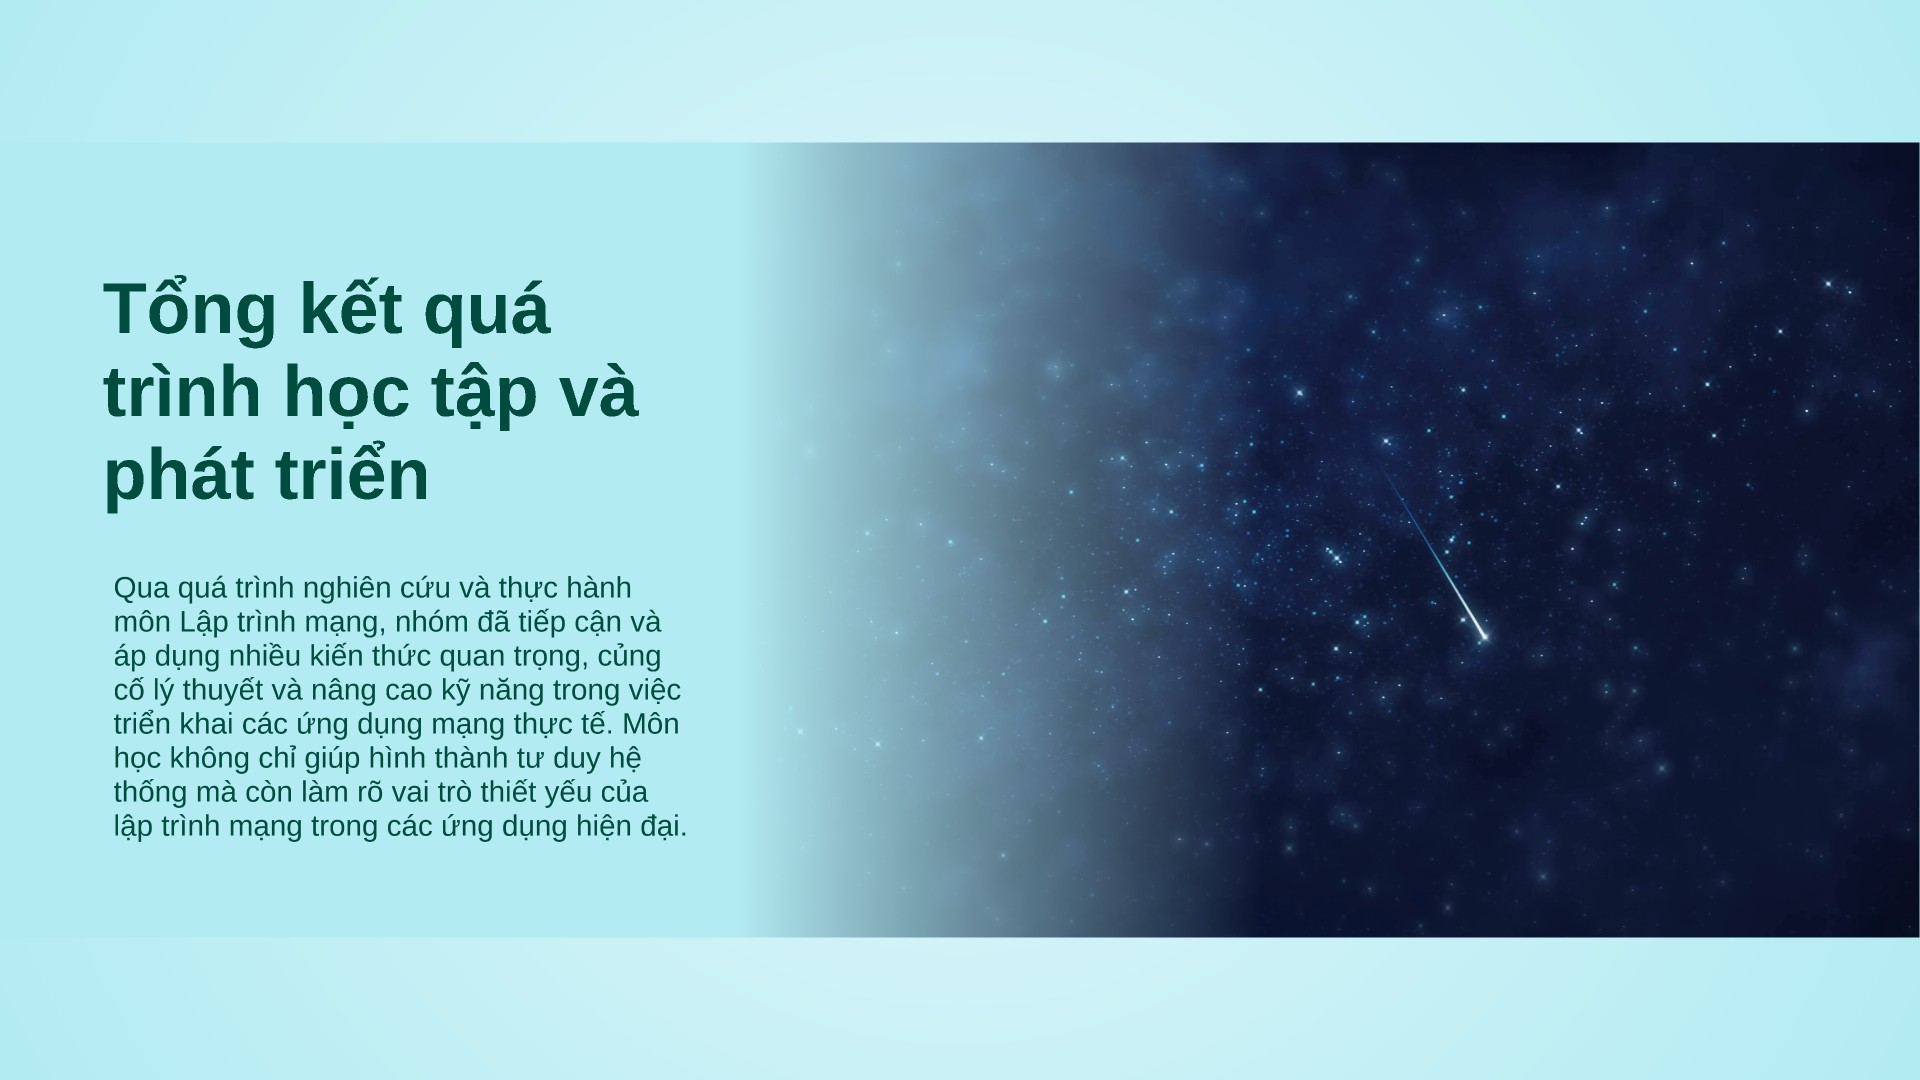 Tổng kết quá
trình học tập và
phát triển
Qua quá trình nghiên cứu và thực hành
môn Lập trình mạng, nhóm đã tiếp cận và
áp dụng nhiều kiến thức quan trọng, củng
cố lý thuyết và nâng cao kỹ năng trong việc
triển khai các ứng dụng mạng thực tế. Môn
học không chỉ giúp hình thành tư duy hệ
thống mà còn làm rõ vai trò thiết yếu của
lập trình mạng trong các ứng dụng hiện đại.